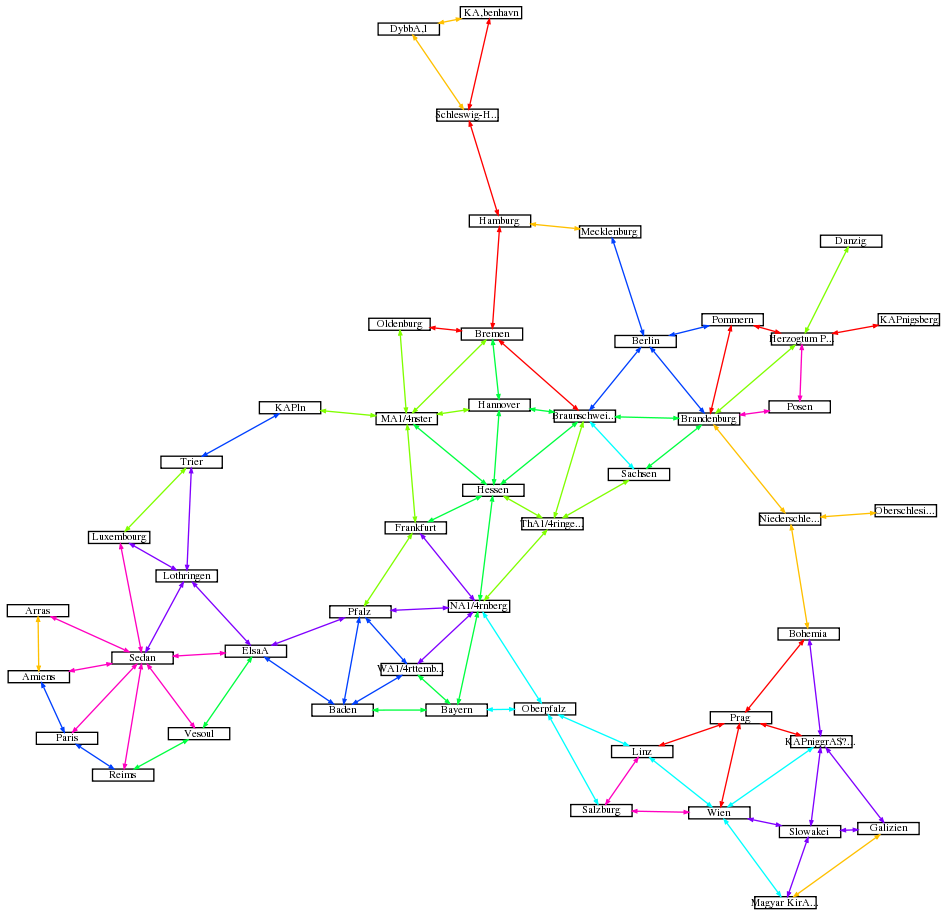 KA,benhavn
DybbA,l
Schleswig-H...
Hamburg
Mecklenburg
Danzig
Oldenburg
Bremen
Pommern
KAPnigsberg
Berlin
Herzogtum P...
KAPln
MA1/4nster
Hannover
Braunschwei...
Brandenburg
Posen
Trier
Sachsen
Hessen
Luxembourg
Frankfurt
ThA1/4ringe...
Niederschle...
Oberschlesi...
Lothringen
Arras
Pfalz
NA1/4rnberg
Bohemia
Sedan
ElsaA
Amiens
WA1/4rttemb...
Baden
Bayern
Oberpfalz
Prag
Paris
Vesoul
Linz
KAPniggrAS?...
Reims
Salzburg
Wien
Slowakei
Galizien
Magyar KirA...